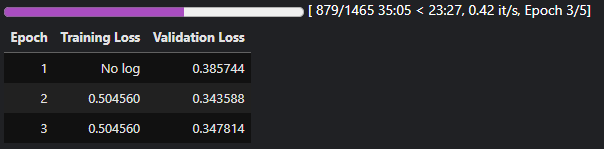 [ 879/1465 35:05 < 23:27, 0.42 it/s, Epoch 3/5]
Epoch Training Loss Validation Loss
1 No log 0.385744
2 0.504560 0.343588
3 0.504560 0.347814